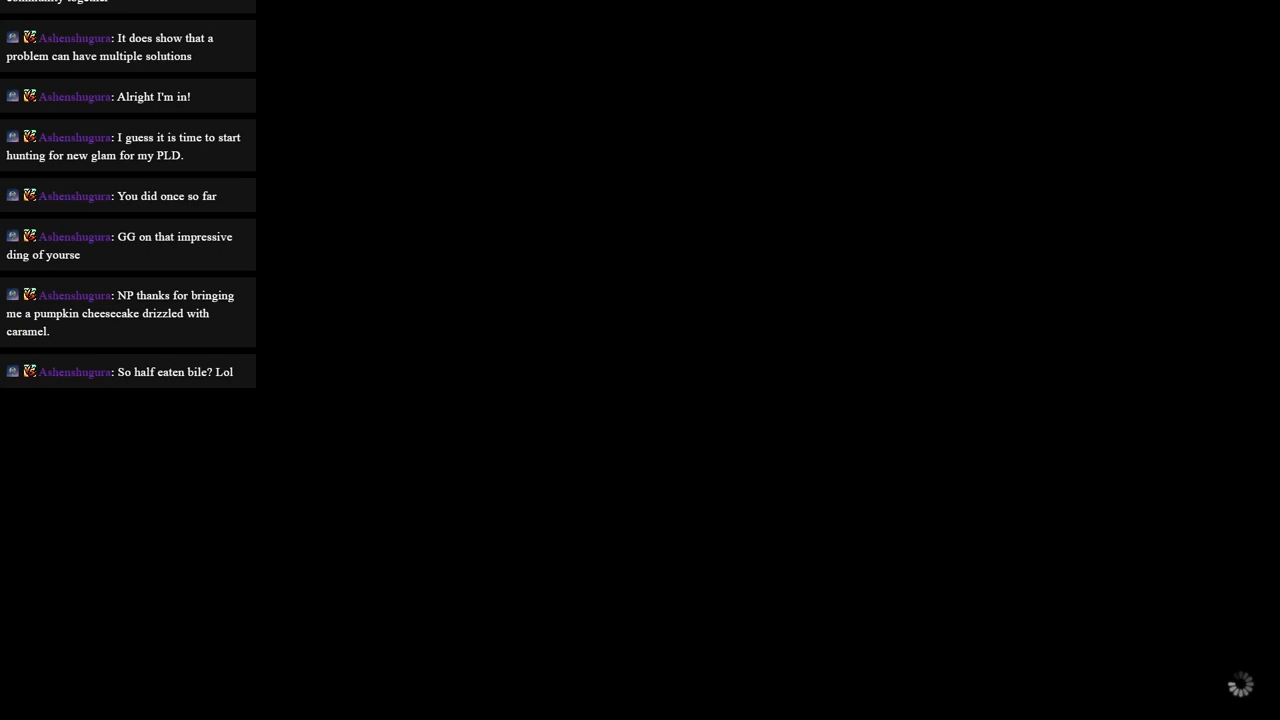 community together
Ashenshugura: It does show that a
problem can have multiple solutions
Ashenshugura: Alright I'm in!
Ashenshugura: I guess it is time to start
hunting for new glam for my PLD.
Ashenshugura: You did once so far
Ashenshugura: GG on that impressive
ding of yourse
Ashenshugura: NP thanks for bringing
me a pumpkin cheesecake drizzled with
caramel.
Ashenshugura: So half eaten bile? Lol